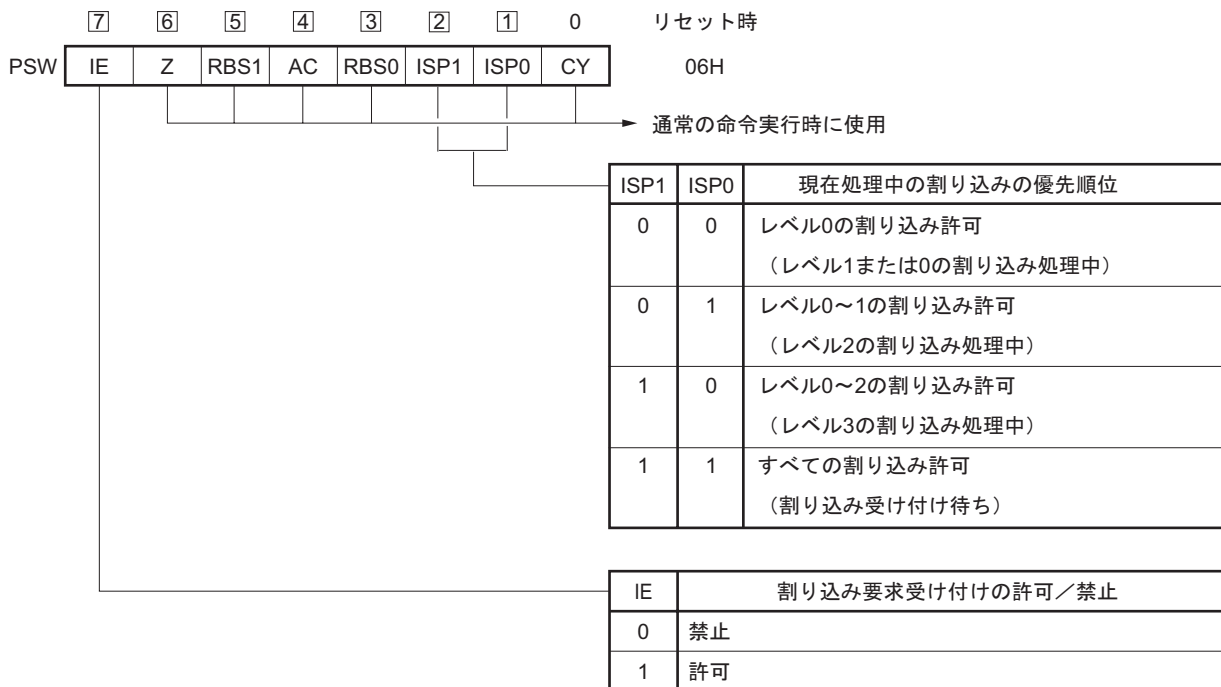 7 6 5 4 3 2 1 0 リセット時
PSW IE Z RBS1 AC RBS0 ISP1 ISP0 CY 06H
通常の命令実行時に使用
ISP1 ISP0 現在処理中の割り込みの優先順位
0 0 レベル0の割り込み許可
（レベル1または0の割り込み処理中）
0 1 レベル0～1の割り込み許可
（レベル2の割り込み処理中）
1 0 レベル0～2の割り込み許可
（レベル3の割り込み処理中）
1 1 すべての割り込み許可
（割り込み受け付け待ち）
IE 割り込み要求受け付けの許可／禁止
0 禁止
1 許可